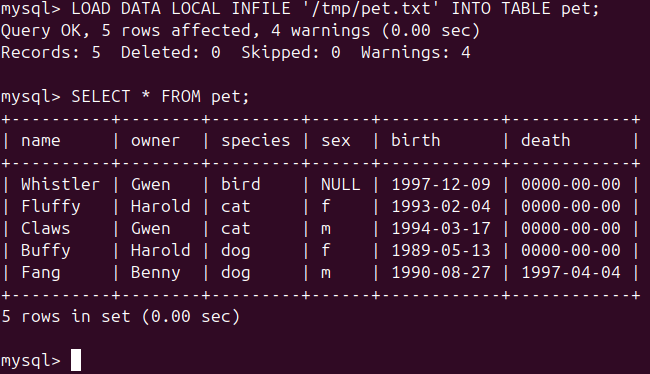 mysql> LOAD DATA LOCAL INFILE '/tmp/pet.txt' INTO TABLE pet;
Query OK, 5 rows affected, 4 warnings (0.00 sec)
Records: 5  Deleted: 0  Skipped: 0  Warnings: 4

mysql> SELECT * FROM pet;
+----------+--------+---------+------+------------+------------+
| name     | owner  | species | sex  | birth      | death      |
+----------+--------+---------+------+------------+------------+
| Whistler | Gwen   | bird    | NULL | 1997-12-09 | 0000-00-00 |
| Fluffy   | Harold | cat     | f    | 1993-02-04 | 0000-00-00 |
| Claws    | Gwen   | cat     | m    | 1994-03-17 | 0000-00-00 |
| Buffy    | Harold | dog     | f    | 1989-05-13 | 0000-00-00 |
| Fang     | Benny  | dog     | m    | 1990-08-27 | 1997-04-04 |
+----------+--------+---------+------+------------+------------+
5 rows in set (0.00 sec)

mysql>